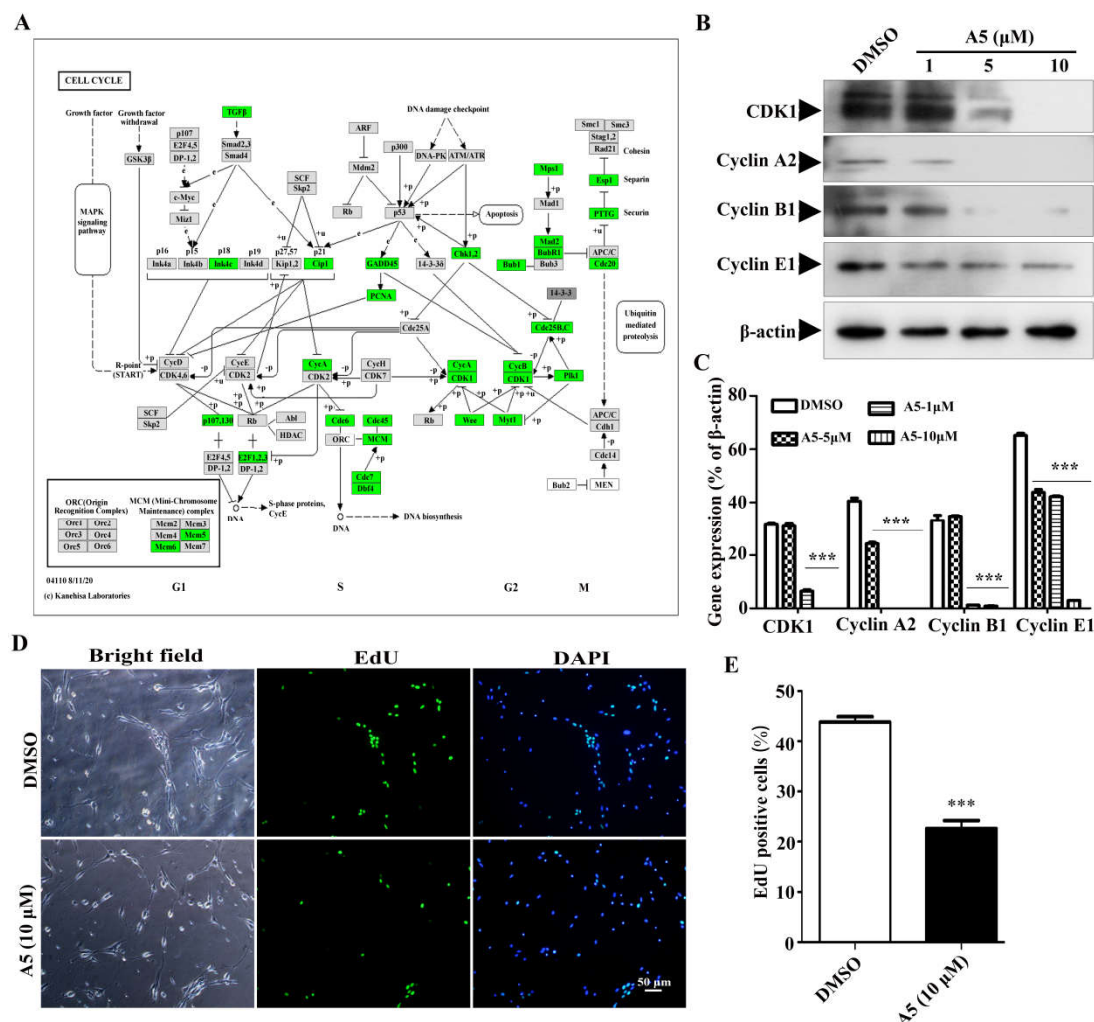 A
CELL CYCLE
Growth factor
Growth factor
withdrawal
TGFβ
DNA damage checkpoint
GSK3β
p107
E2F4,5
DP-1,2
Smad2,3
Smad4
ARF
p300
DNA-PK
ATM/ATR
Smc1
Smc3
Stag1,2
Rad21
Cohesin
MAPK
signaling
pathway
c-Myc
Miz1
SCF
Skp2
Mdm2
Rb
p53
Apoptosis
Mps1
Mad1
Esp1
Separin
PTTG
Securin
p16
p15
p18
p19
p27,57
p21
Ink4a
Ink4b
Ink4c
Ink4d
Kip1,2
Cip1
GADD45
14-3-3δ
Chk1,2
Mad2
BubR1
Bub3
Bub1
APC/C
Cdc20
PCNA
14-3-3
Cdc25A
Cdc25B,C
Ubiquitin
mediated
proteolysis
R-point
(START)
CycD
CDK4,6
CycE
CDK2
CycA
CDK2
CycH
CDK7
CycA
CDK1
CycB
CDK1
Plk1
SCF
Skp2
p107,130
Rb
Abl
HDAC
Cdc6
ORC
Cdc45
MCM
Rb
Wee
Myt1
APC/C
Cdh1
Cdc14
Bub2
MEN
E2F4,5
DP-1,2
E2F1,2,3
DP-1,2
Cdc7
Dbf4
DNA
S-phase proteins,
CycE
DNA
DNA biosynthesis
ORC(Origin
Recognition Complex)
Orc1
Orc2
Orc3
Orc4
Orc5
Orc6
MCM (Mini-Chromosome
Maintenance) complex
Mcm2
Mcm3
Mcm4
Mcm5
Mcm6
Mcm7
04110 8/11/20
(c) Kanehisa Laboratories
G1
S
G2
M
B
DMSO
A5 (μM)
1
5
10
CDK1
Cyclin A2
Cyclin B1
Cyclin E1
β-actin
C
Gene expression (% of β-actin)
80
60
40
20
0
DMSO
A5-1μM
A5-5μM
A5-10μM
***
***
***
***
CDK1
Cyclin A2
Cyclin B1
Cyclin E1
D
Bright field
EdU
DAPI
DMSO
A5 (10 μM)
50 μm
E
EdU positive cells (%)
50
40
30
20
10
0
***
DMSO
A5 (10 μM)